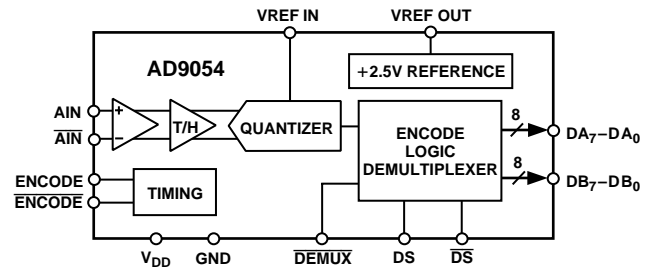 VREF IN
VREF OUT
AD9054
+2.5V REFERENCE
AIN
+
T/H
QUANTIZER
ENCODE
LOGIC
DEMULTIPLEXER
8
DA7–DA0
AIN
–
8
DB7–DB0
ENCODE
ENCODE
TIMING
VDD
GND
DEMUX
DS
DS